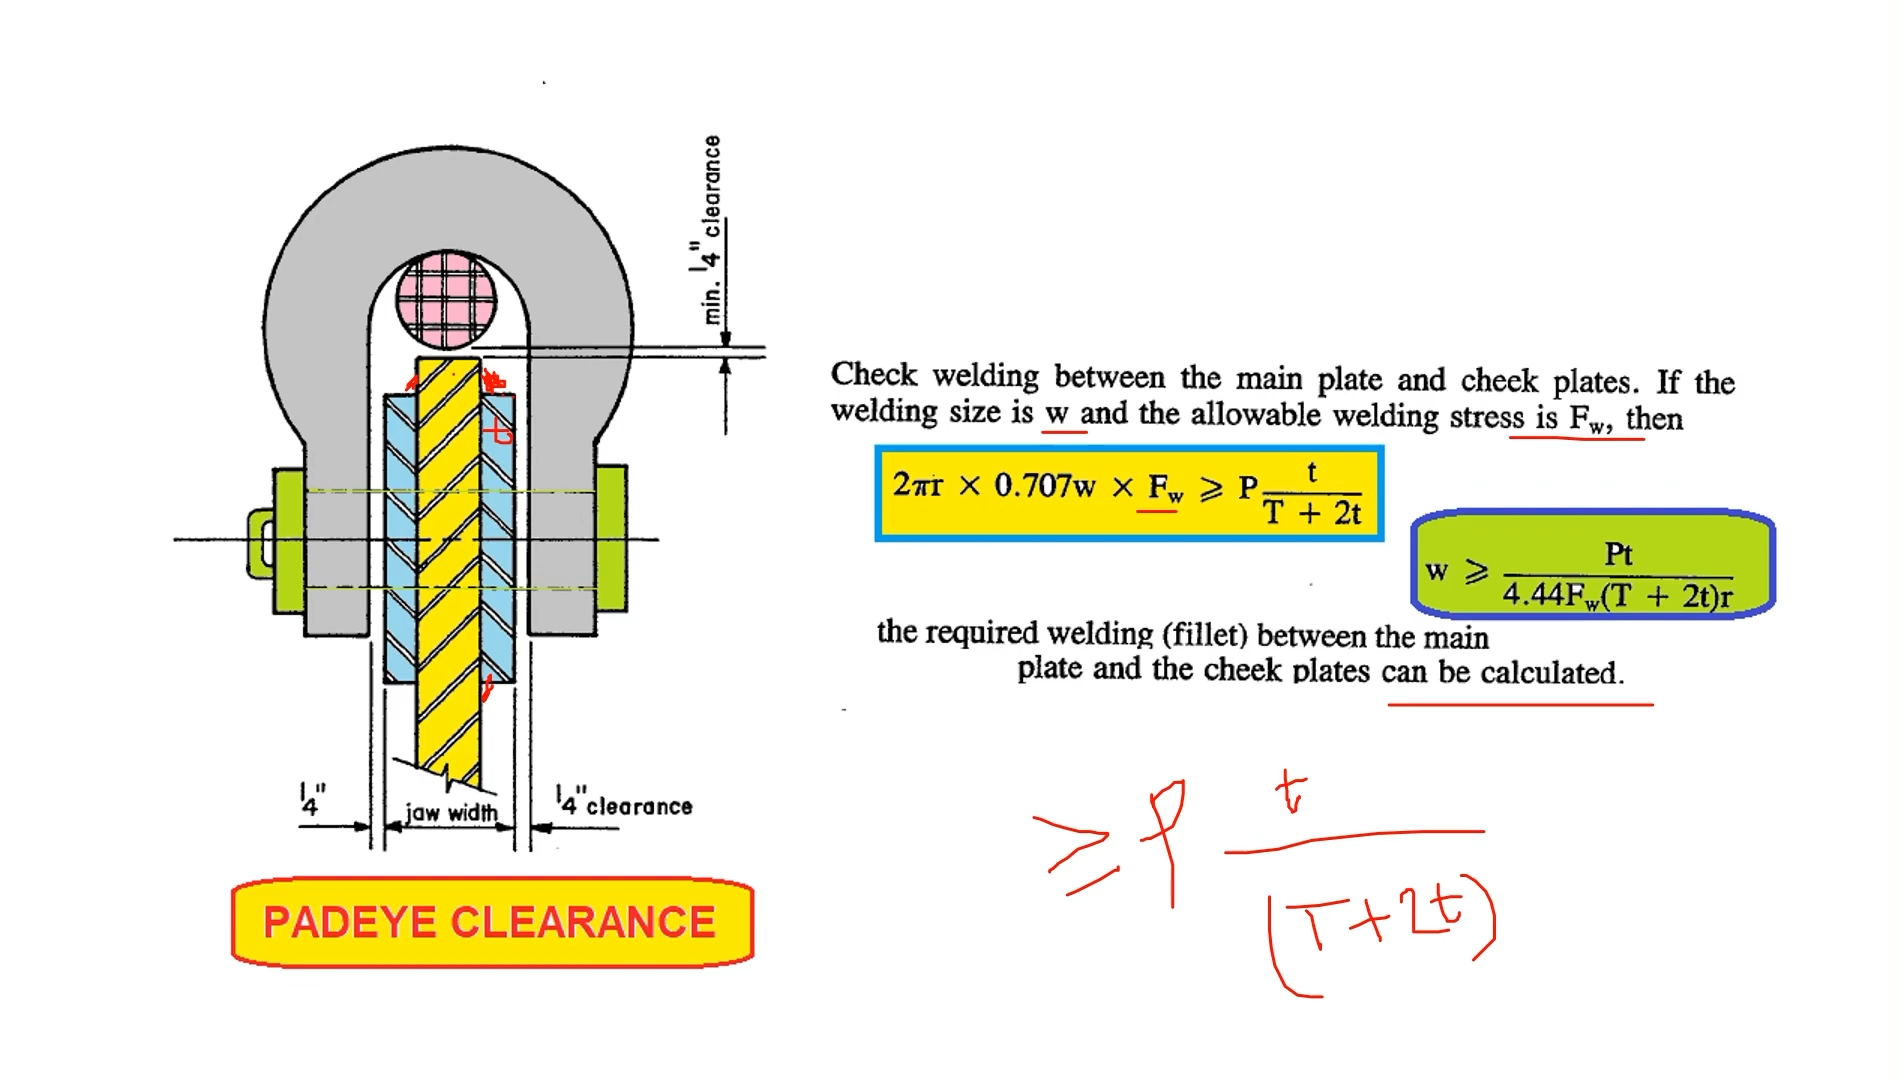 min. 1/4" clearance
t
1/4"
jaw width
1/4" clearance
PADEYE CLEARANCE
Check welding between the main plate and cheek plates. If the
welding size is w and the allowable welding stress is Fw, then
2πr × 0.707w × Fw ⩾ P t / T + 2t
w ⩾ Pt / 4.44Fw(T + 2t)r
the required welding (fillet) between the main
plate and the cheek plates can be calculated.
≥ P t / (T+2t)